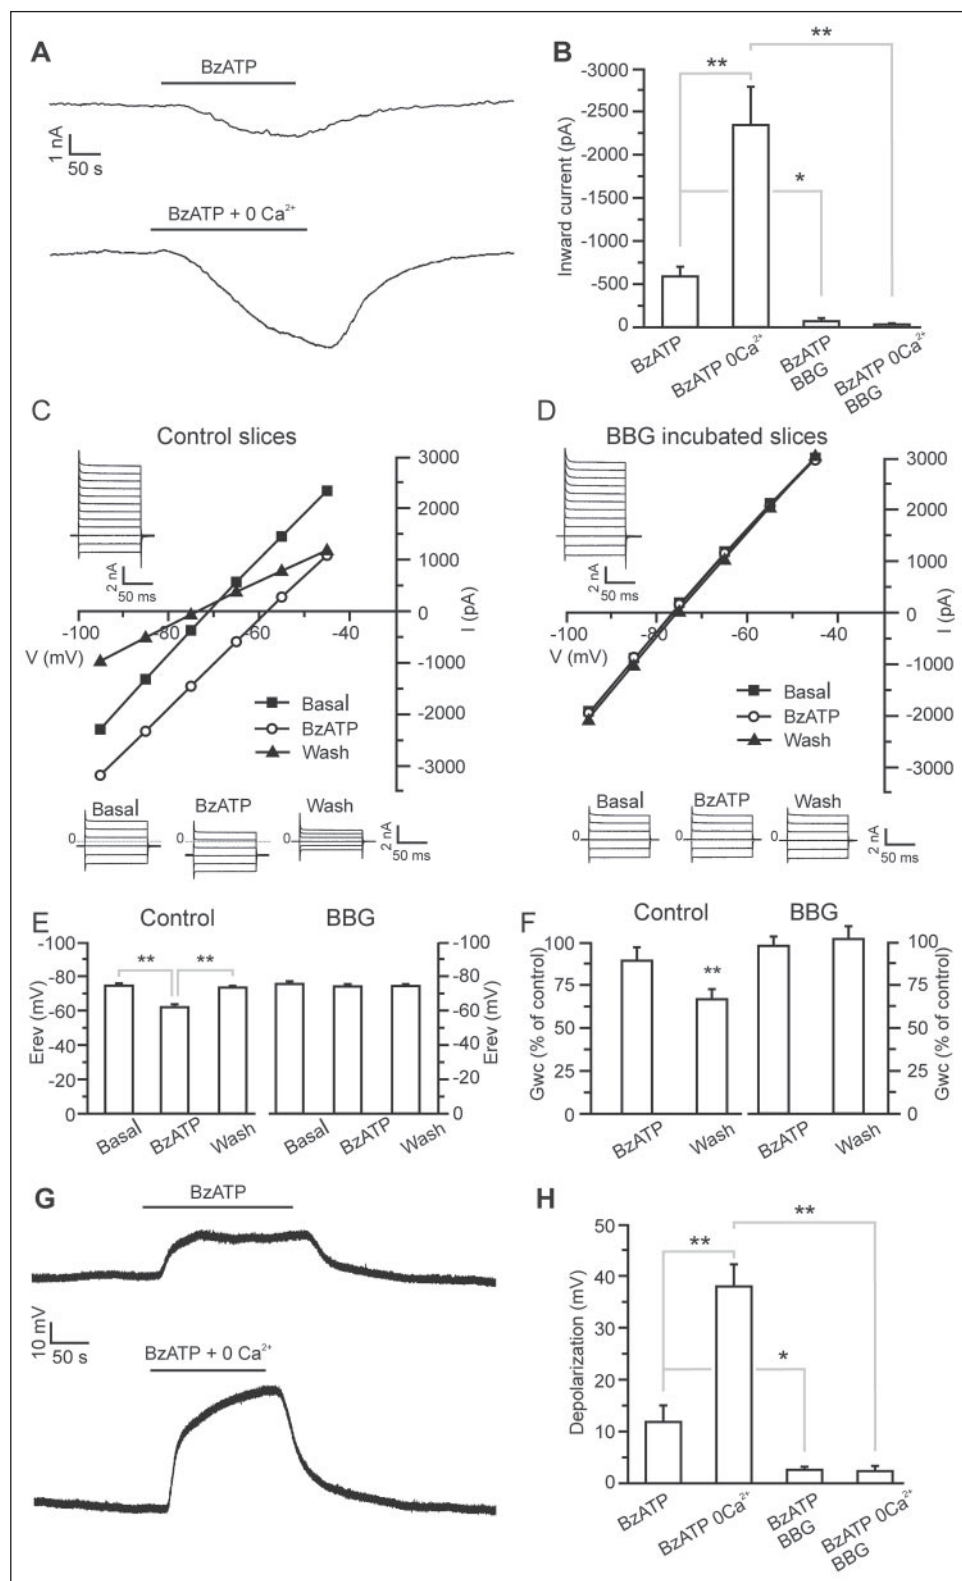 A
BzATP
1 nA
50 s
BzATP + 0 Ca²⁺
B
**
**
*
Inward current (pA)
-3000
-2500
-2000
-1500
-1000
-500
0
BzATP
BzATP 0Ca²⁺
BzATP
BBG
BzATP 0Ca²⁺
BBG
C
Control slices
2 nA
50 ms
3000
2000
1000
0
-1000
-2000
-3000
I (pA)
-100
-80
-60
-40
V (mV)
Basal
BzATP
Wash
Basal
BzATP
Wash
0
0
0
2 nA
50 ms
D
BBG incubated slices
2 nA
50 ms
3000
2000
1000
0
-1000
-2000
-3000
I (pA)
-100
-80
-60
-40
V (mV)
Basal
BzATP
Wash
Basal
BzATP
Wash
0
0
0
2 nA
50 ms
E
Control
BBG
**
**
Erev (mV)
-100
-80
-60
-40
-20
0
Basal
BzATP
Wash
Basal
BzATP
Wash
-100
-80
-60
-40
-20
0
Erev (mV)
F
Control
BBG
**
Gwc (% of control)
100
75
50
25
0
BzATP
Wash
BzATP
Wash
100
75
50
25
0
Gwc (% of control)
G
BzATP
10 mV
50 s
BzATP + 0 Ca²⁺
H
**
**
*
Depolarization (mV)
50
40
30
20
10
0
BzATP
BzATP 0Ca²⁺
BzATP
BBG
BzATP 0Ca²⁺
BBG